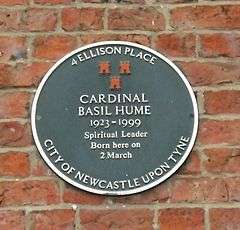 4 ELLISON PLACE
CARDINAL
BASIL HUME
1923-1999
Spiritual Leader
Born here on
2 March
CITY OF NEWCASTLE UPON TYNE